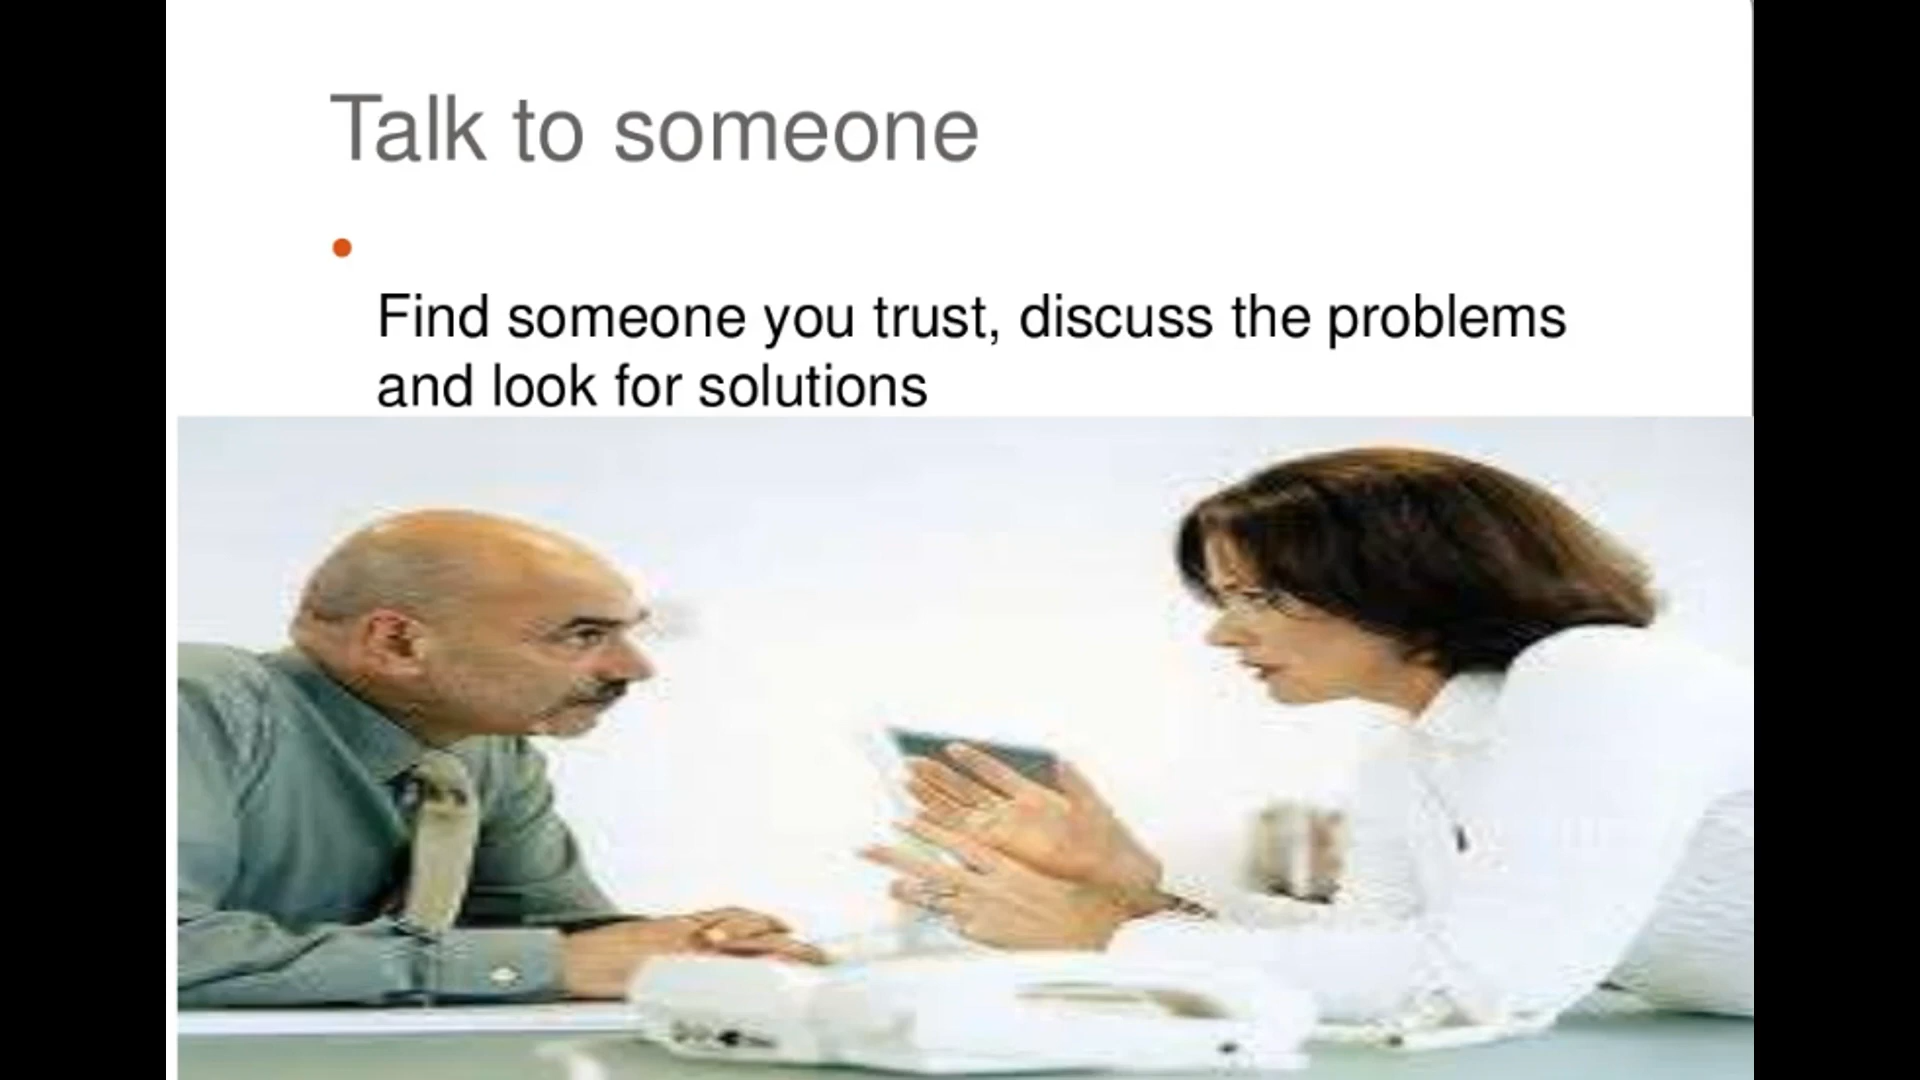 Talk to someone
Find someone you trust, discuss the problems
and look for solutions